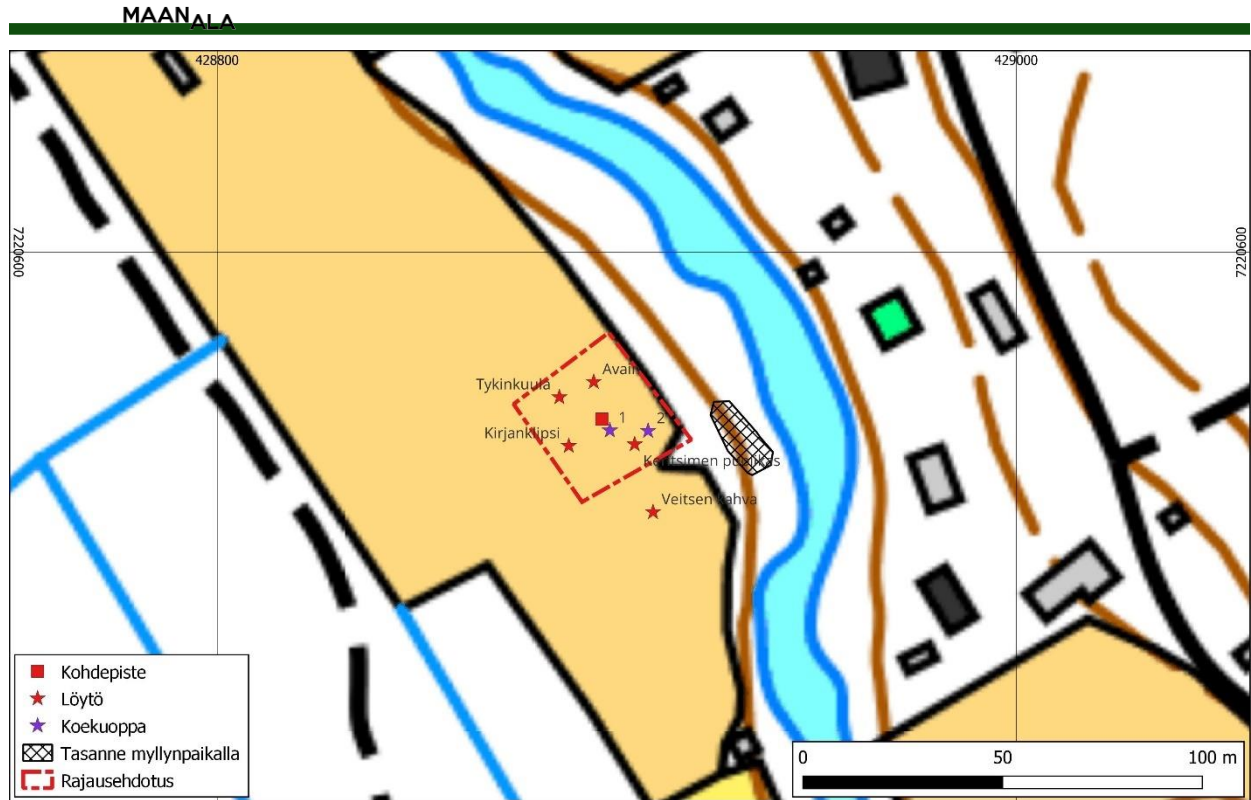 MAANALA
428800
429000
7220600
7220600
Avain
Tykinkuula
1
2
Kirjanklipsi
Keritsimen puolikas
Veitsen kahva
Kohdepiste
Löytö
Koekuoppa
Tasanne myllynpaikalla
Rajausehdotus
0 50 100 m